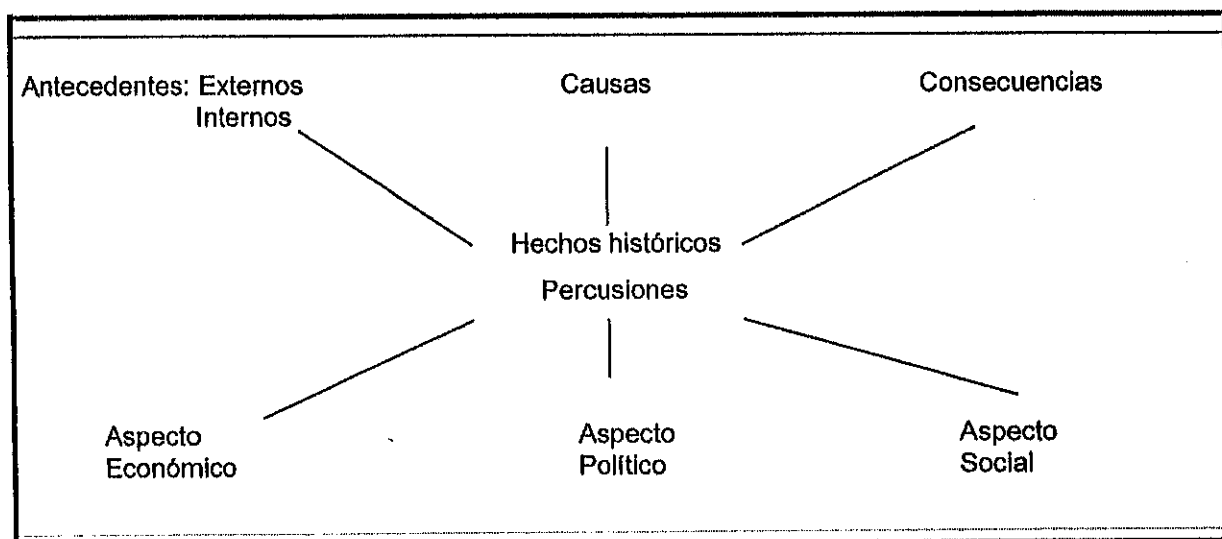 Antecedentes: Externos
Internos
Causas
Consecuencias
Hechos históricos
Percusiones
Aspecto
Económico
Aspecto
Político
Aspecto
Social